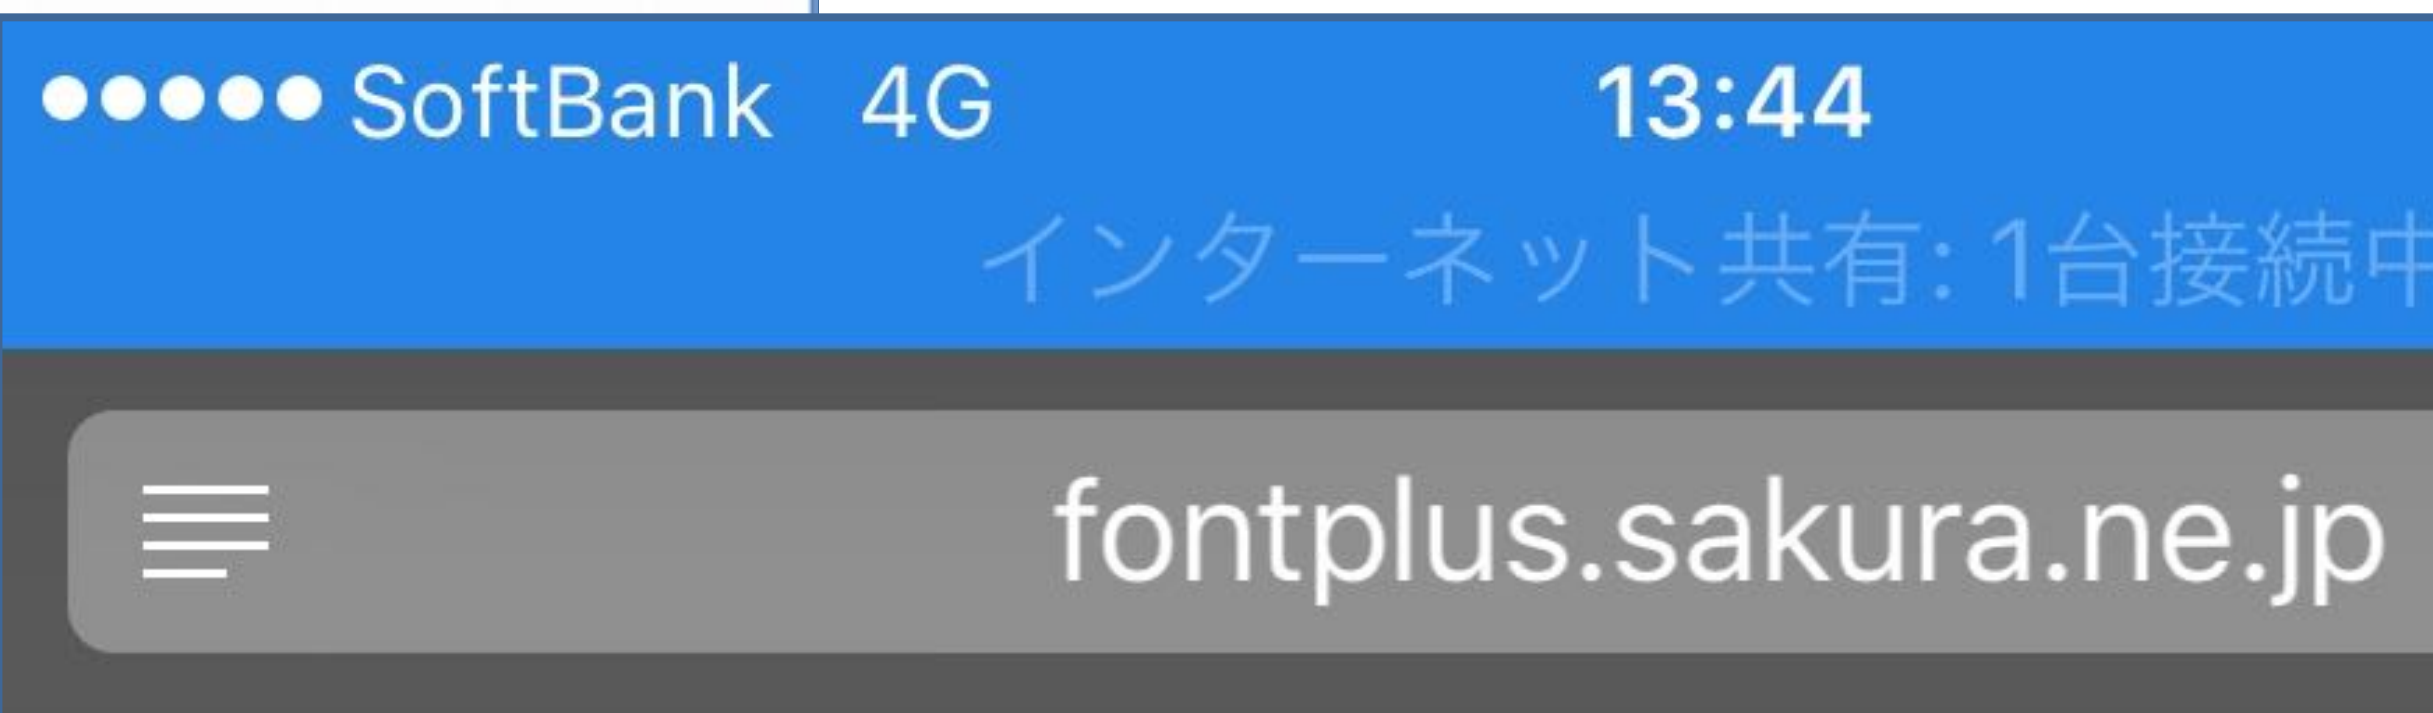 ●●●●● SoftBank 4G 13:44
インターネット共有: 1台接続中
fontplus.sakura.ne.jp